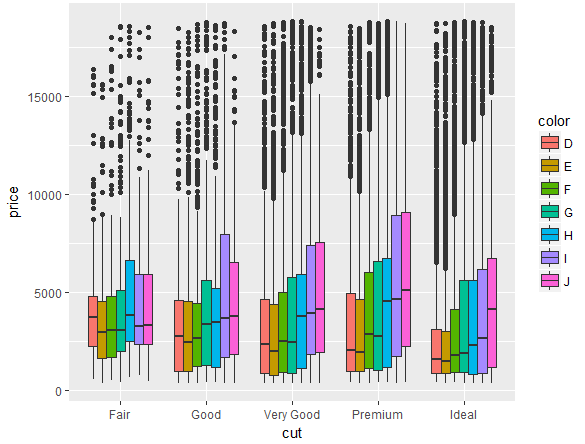 15000
10000
5000
0
price
Fair
Good
Very Good
Premium
Ideal
cut
color
D
E
F
G
H
I
J